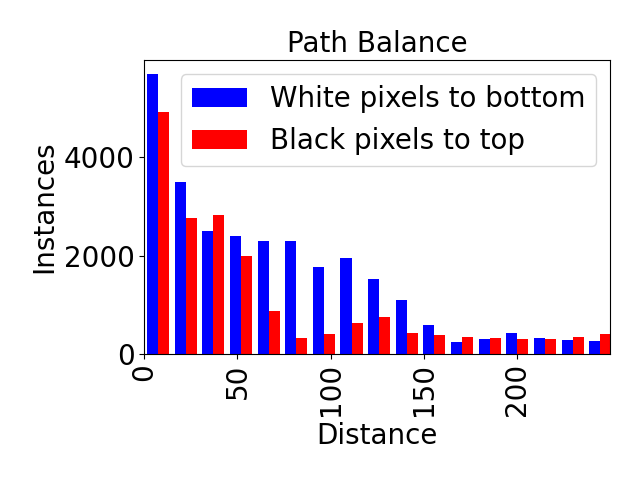 Path Balance
White pixels to bottom
Black pixels to top
Instances
4000
2000
0
0
50
100
150
200
Distance